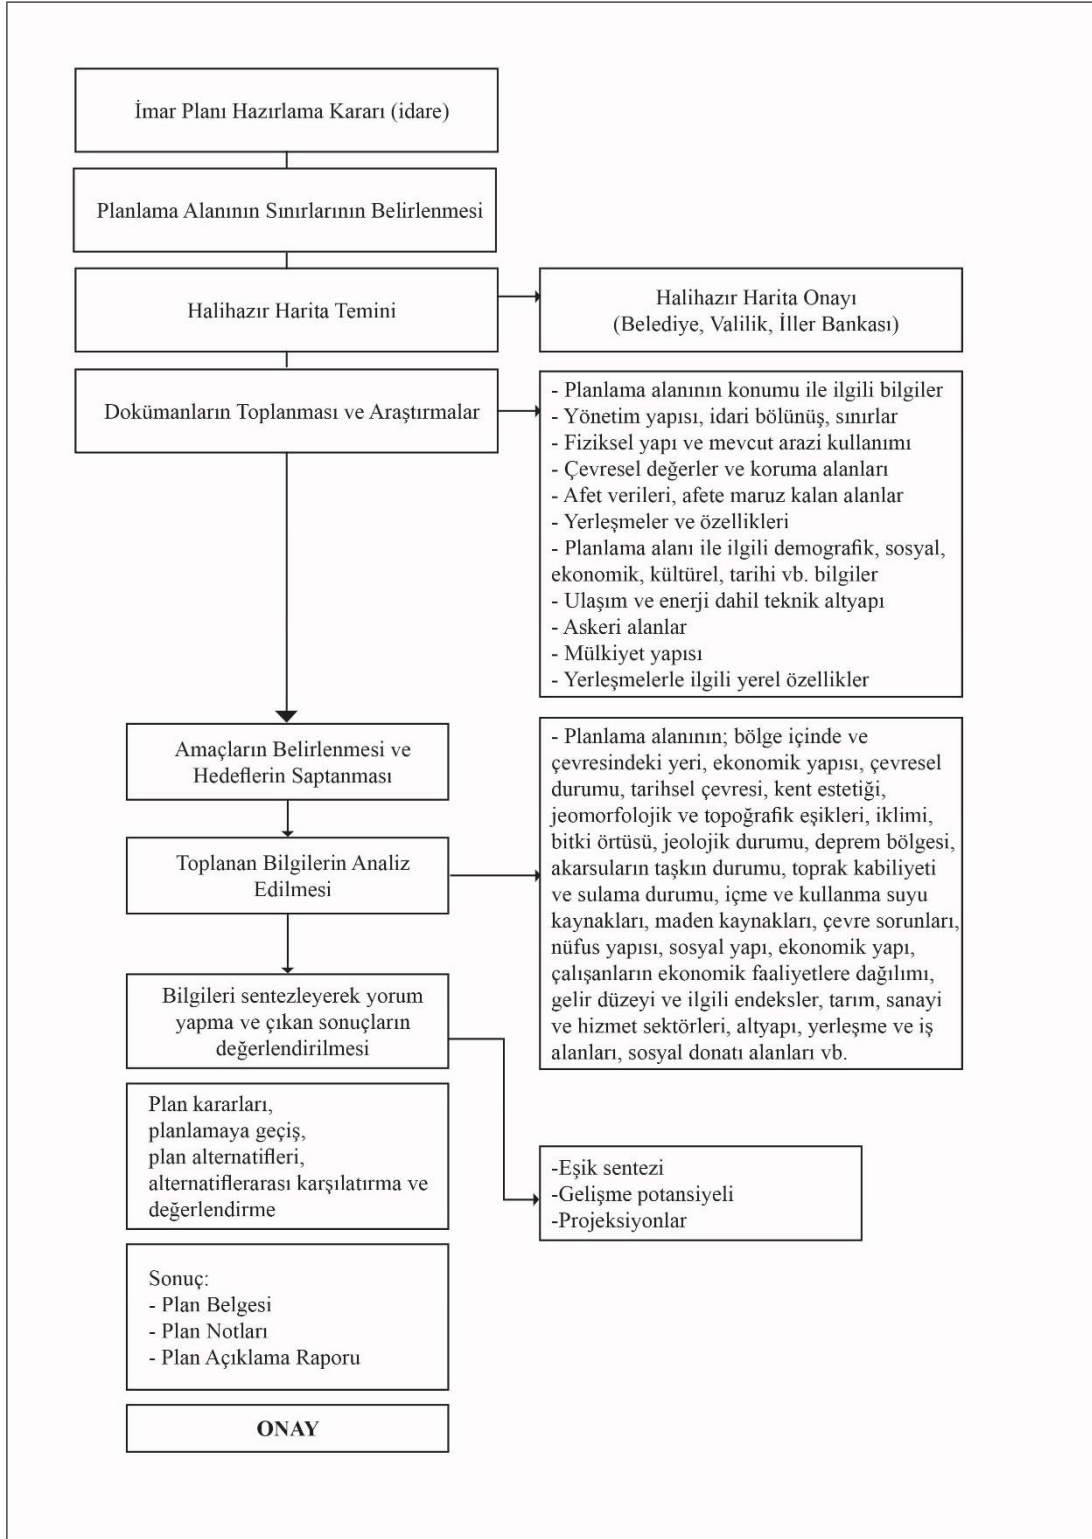 İmar Planı Hazırlama Kararı (idare)
Planlama Alanının Sınırlarının Belirlenmesi
Halihazır Harita Temini
Halihazır Harita Onayı
(Belediye, Valilik, İller Bankası)
Dokümanların Toplanması ve Araştırmalar
- Planlama alanının konumu ile ilgili bilgiler
- Yönetim yapısı, idari bölünüş, sınırlar
- Fiziksel yapı ve mevcut arazi kullanımı
- Çevresel değerler ve koruma alanları
- Afet verileri, afete maruz kalan alanlar
- Yerleşmeler ve özellikleri
- Planlama alanı ile ilgili demografik, sosyal,
ekonomik, kültürel, tarihi vb. bilgiler
- Ulaşım ve enerji dahil teknik altyapı
- Askeri alanlar
- Mülkiyet yapısı
- Yerleşmelerle ilgili yerel özellikler
Amaçların Belirlenmesi ve
Hedeflerin Saptanması
Toplanan Bilgilerin Analiz
Edilmesi
- Planlama alanının; bölge içinde ve
çevresindeki yeri, ekonomik yapısı, çevresel
durumu, tarihsel çevresi, kent estetiği,
jeomorfolojik ve topoğrafik eşikleri, iklimi,
bitki örtüsü, jeolojik durumu, deprem bölgesi,
akarsuların taşkın durumu, toprak kabiliyeti
ve sulama durumu, içme ve kullanma suyu
kaynakları, maden kaynakları, çevre sorunları,
nüfus yapısı, sosyal yapı, ekonomik yapı,
çalışanların ekonomik faaliyetlere dağılımı,
gelir düzeyi ve ilgili endeksler, tarım, sanayi
ve hizmet sektörleri, altyapı, yerleşme ve iş
alanları, sosyal donatı alanları vb.
Bilgileri sentezleyerek yorum
yapma ve çıkan sonuçların
değerlendirilmesi
Plan kararları,
planlamaya geçiş,
plan alternatifleri,
alternatiflerarası karşılatırma ve
değerlendirme
-Eşik sentezi
-Gelişme potansiyeli
-Projeksiyonlar
Sonuç:
- Plan Belgesi
- Plan Notları
- Plan Açıklama Raporu
ONAY